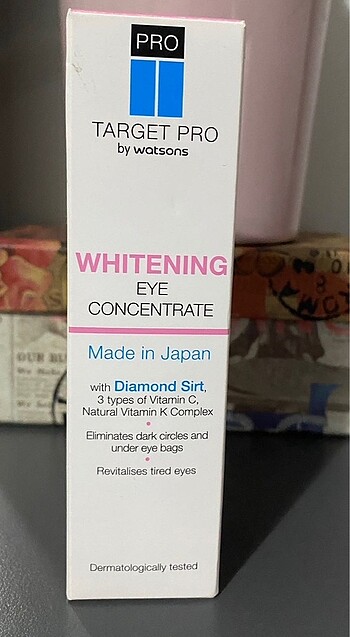 PRO
TARGET PRO
by watsons
WHITENING
EYE
CONCENTRATE
Made in Japan
with Diamond Sirt,
3 types of Vitamin C,
Natural Vitamin K Complex
Eliminates dark circles and
under eye bags
Revitalises tired eyes
Dermatologically tested